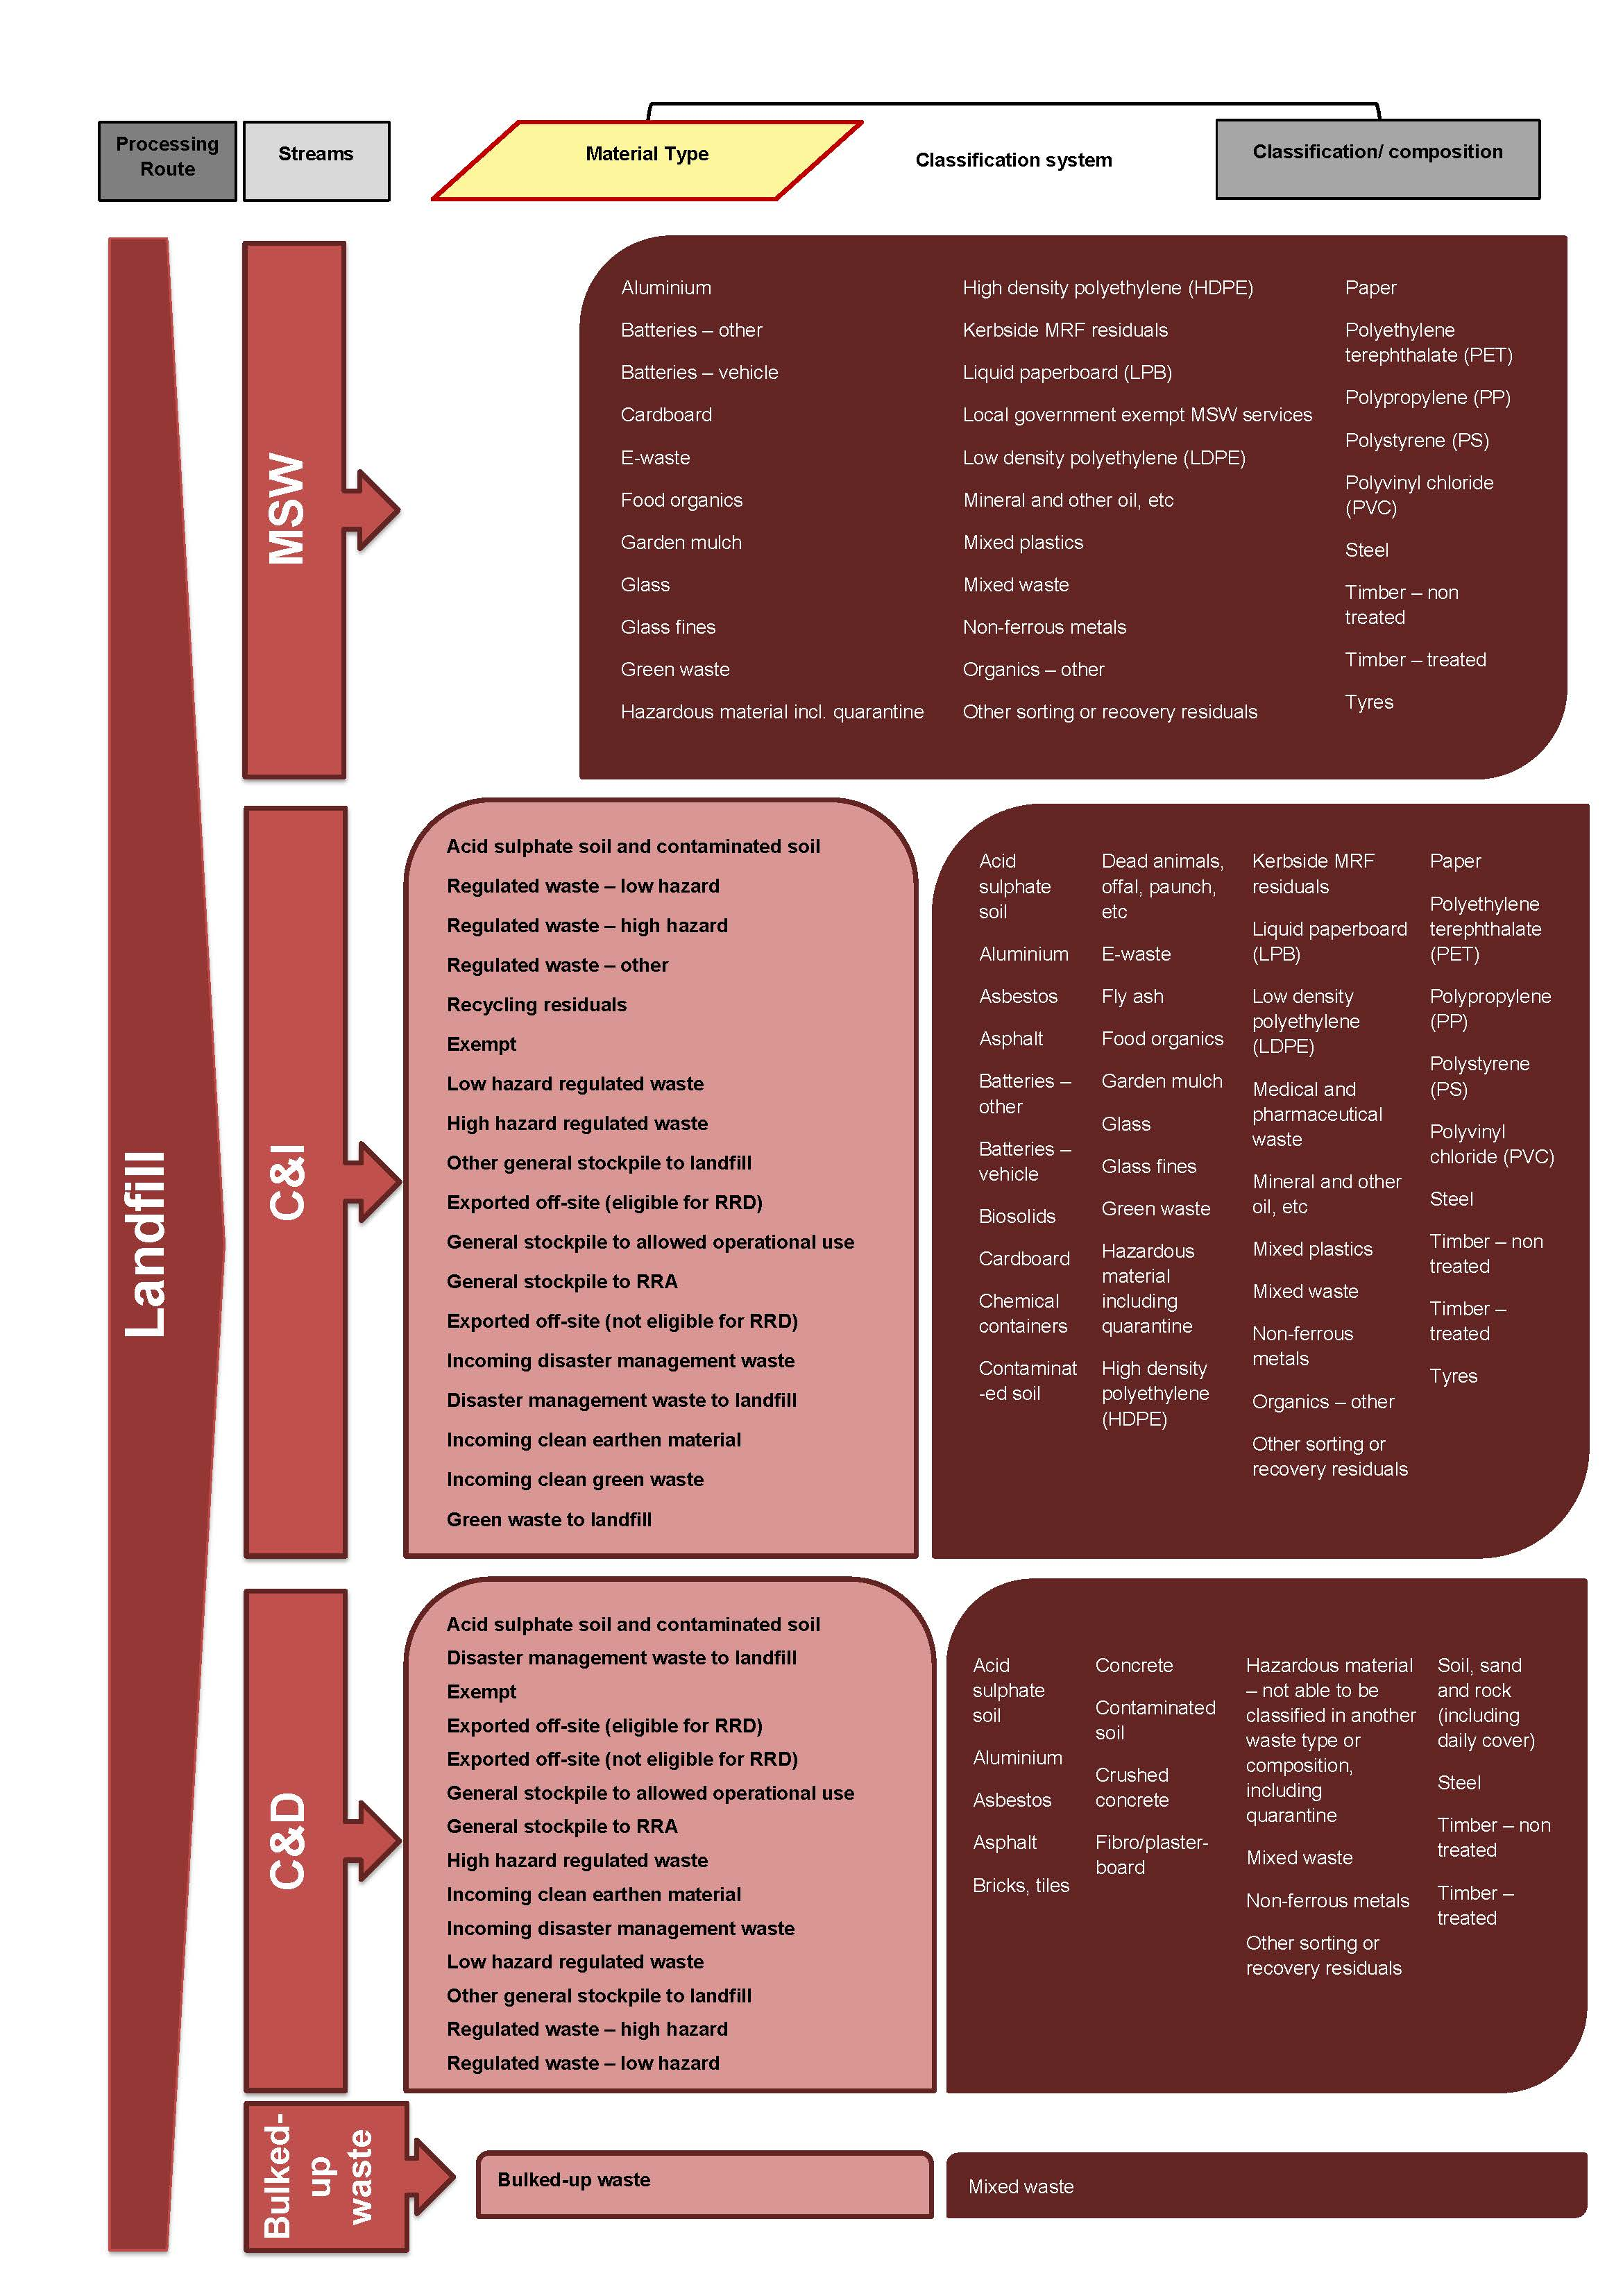 Processing
Route
Streams
Material Type
Classification system
Classification/ composition
Landfill
MSW
Aluminium
Batteries – other
Batteries – vehicle
Cardboard
E-waste
Food organics
Garden mulch
Glass
Glass fines
Green waste
Hazardous material incl. quarantine
High density polyethylene (HDPE)
Kerbside MRF residuals
Liquid paperboard (LPB)
Local government exempt MSW services
Low density polyethylene (LDPE)
Mineral and other oil, etc
Mixed plastics
Mixed waste
Non-ferrous metals
Organics – other
Other sorting or recovery residuals
Paper
Polyethylene
terephthalate (PET)
Polypropylene (PP)
Polystyrene (PS)
Polyvinyl chloride
(PVC)
Steel
Timber – non
treated
Timber – treated
Tyres
C&I
Acid sulphate soil and contaminated soil
Regulated waste – low hazard
Regulated waste – high hazard
Regulated waste – other
Recycling residuals
Exempt
Low hazard regulated waste
High hazard regulated waste
Other general stockpile to landfill
Exported off-site (eligible for RRD)
General stockpile to allowed operational use
General stockpile to RRA
Exported off-site (not eligible for RRD)
Incoming disaster management waste
Disaster management waste to landfill
Incoming clean earthen material
Incoming clean green waste
Green waste to landfill
Acid
sulphate
soil
Aluminium
Asbestos
Asphalt
Batteries –
other
Batteries –
vehicle
Biosolids
Cardboard
Chemical
containers
Contaminat
-ed soil
Dead animals,
offal, paunch,
etc
E-waste
Fly ash
Food organics
Garden mulch
Glass
Glass fines
Green waste
Hazardous
material
including
quarantine
High density
polyethylene
(HDPE)
Kerbside MRF
residuals
Liquid paperboard
(LPB)
Low density
polyethylene
(LDPE)
Medical and
pharmaceutical
waste
Mineral and other
oil, etc
Mixed plastics
Mixed waste
Non-ferrous
metals
Organics – other
Other sorting or
recovery residuals
Paper
Polyethylene
terephthalate
(PET)
Polypropylene
(PP)
Polystyrene
(PS)
Polyvinyl
chloride (PVC)
Steel
Timber – non
treated
Timber –
treated
Tyres
C&D
Acid sulphate soil and contaminated soil
Disaster management waste to landfill
Exempt
Exported off-site (eligible for RRD)
Exported off-site (not eligible for RRD)
General stockpile to allowed operational use
General stockpile to RRA
High hazard regulated waste
Incoming clean earthen material
Incoming disaster management waste
Low hazard regulated waste
Other general stockpile to landfill
Regulated waste – high hazard
Regulated waste – low hazard
Acid
sulphate
soil
Aluminium
Asbestos
Asphalt
Bricks, tiles
Concrete
Contaminated
soil
Crushed
concrete
Fibro/plaster-
board
Hazardous material
– not able to be
classified in another
waste type or
composition,
including
quarantine
Mixed waste
Non-ferrous metals
Other sorting or
recovery residuals
Soil, sand
and rock
(including
daily cover)
Steel
Timber – non
treated
Timber –
treated
Bulked-
up
waste
Bulked-up waste
Mixed waste